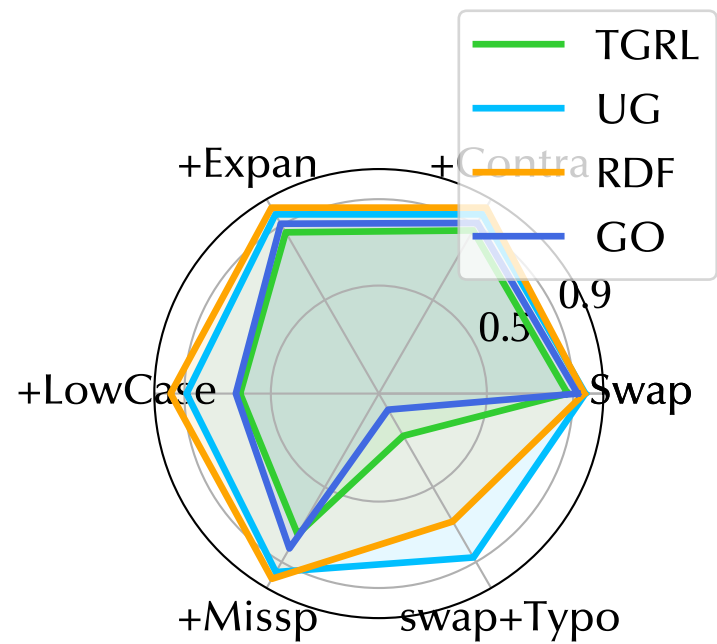 TGRL
UG
RDF
GO
+Expan
+Contra
0.9
0.5
+LowCase
Swap
+Missp
swap+Typo